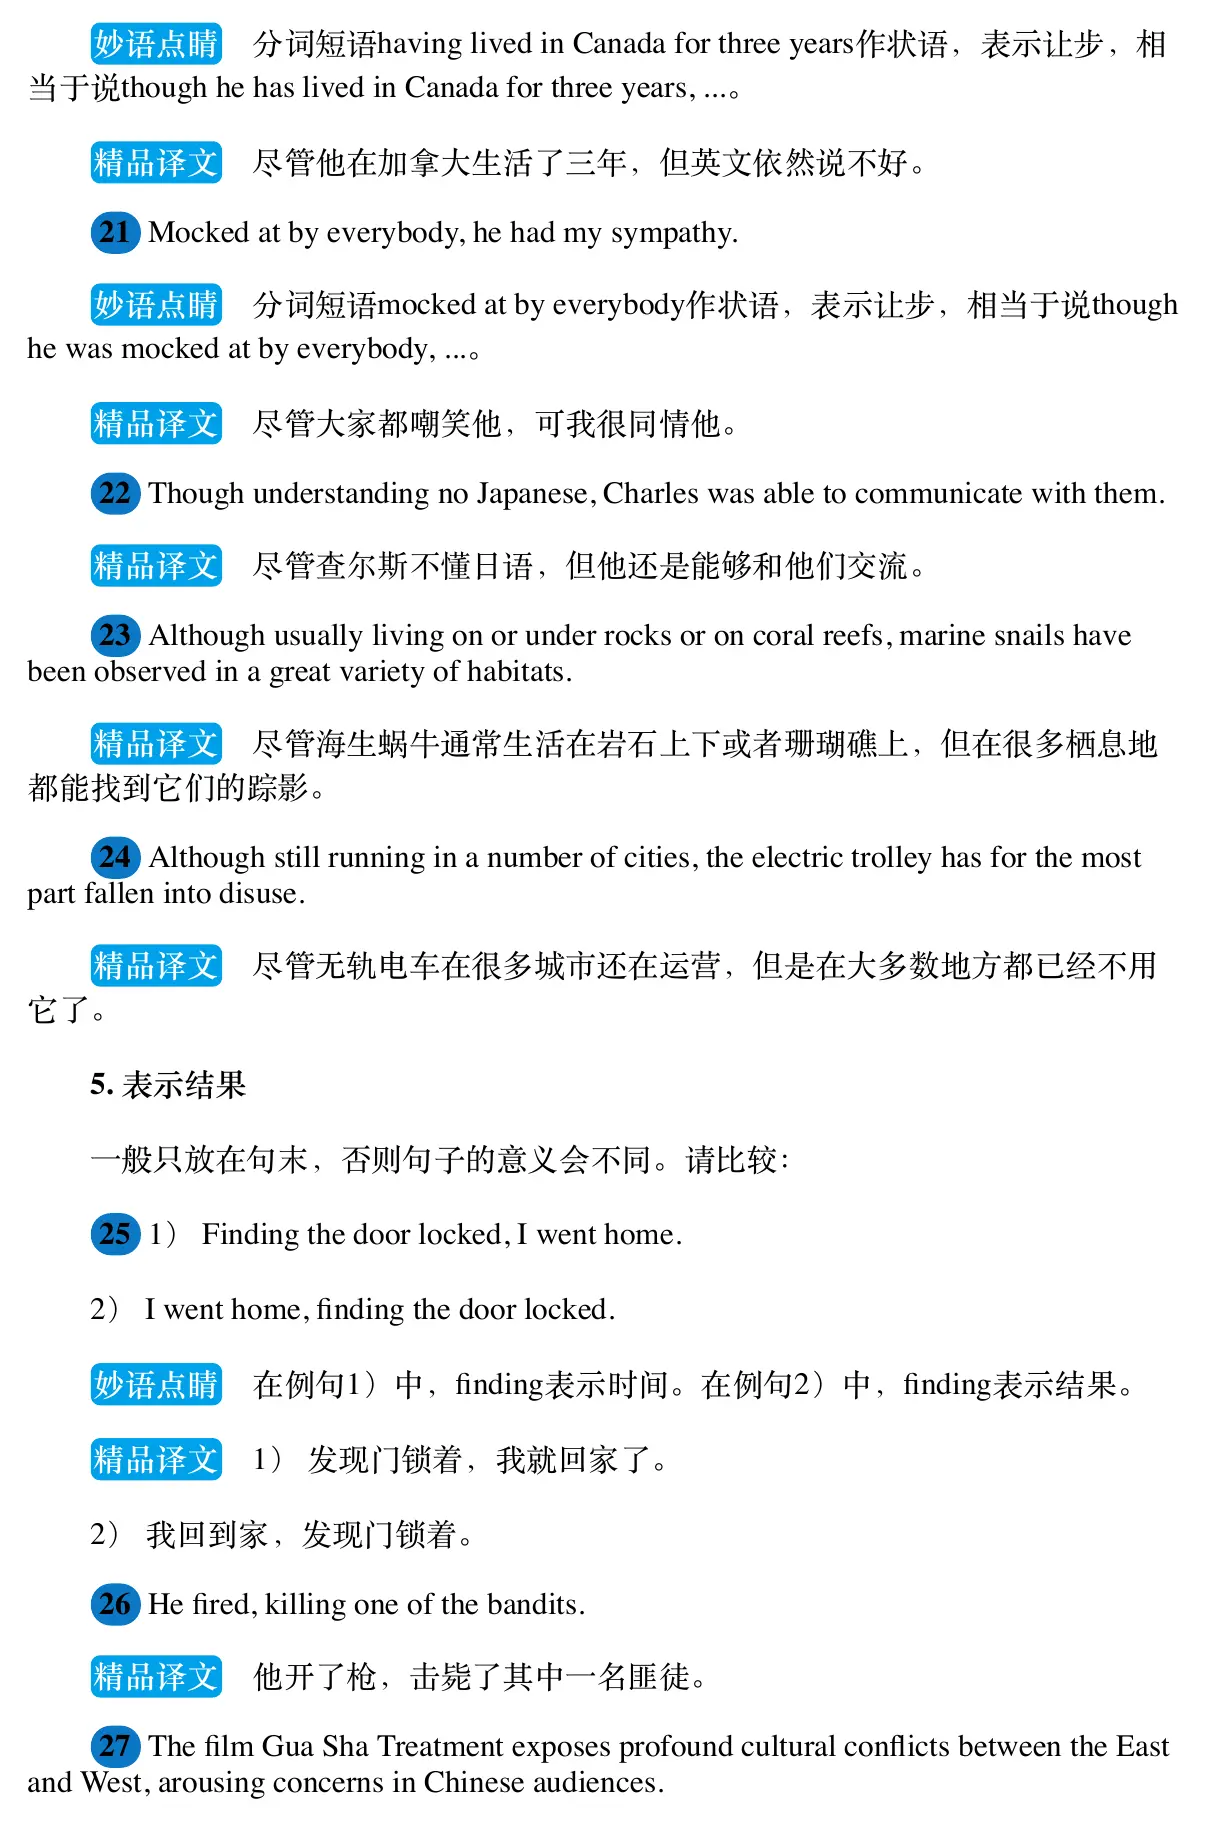 妙语点睛 分词短语having lived in Canada for three years作状语，表示让步，相
当于说though he has lived in Canada for three years, ...。
精品译文 尽管他在加拿大生活了三年，但英文依然说不好。
21 Mocked at by everybody, he had my sympathy.
妙语点睛 分词短语mocked at by everybody作状语，表示让步，相当于说though
he was mocked at by everybody, ...。
精品译文 尽管大家都嘲笑他，可我很同情他。
22 Though understanding no Japanese, Charles was able to communicate with them.
精品译文 尽管查尔斯不懂日语，但他还是能够和他们交流。
23 Although usually living on or under rocks or on coral reefs, marine snails have
been observed in a great variety of habitats.
精品译文 尽管海生蜗牛通常生活在岩石上下或者珊瑚礁上，但在很多栖息地
都能找到它们的踪影。
24 Although still running in a number of cities, the electric trolley has for the most
part fallen into disuse.
精品译文 尽管无轨电车在很多城市还在运营，但是在大多数地方都已经不用
它了。
5. 表示结果
一般只放在句末，否则句子的意义会不同。请比较：
25 1） Finding the door locked, I went home.
2） I went home, finding the door locked.
妙语点睛 在例句1）中，finding表示时间。在例句2）中，finding表示结果。
精品译文 1） 发现门锁着，我就回家了。
2） 我回到家，发现门锁着。
26 He fired, killing one of the bandits.
精品译文 他开了枪，击毙了其中一名匪徒。
27 The film Gua Sha Treatment exposes profound cultural conflicts between the East
and West, arousing concerns in Chinese audiences.